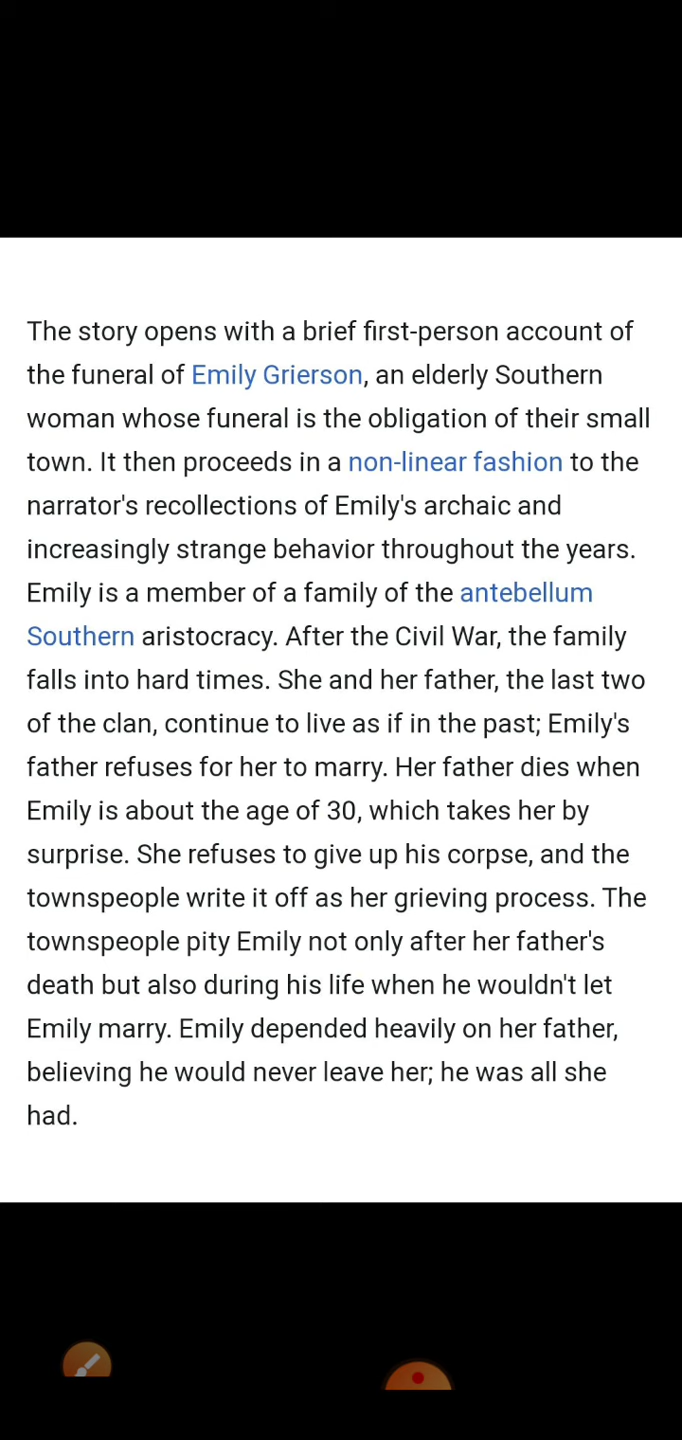 The story opens with a brief first-person account of
the funeral of Emily Grierson, an elderly Southern
woman whose funeral is the obligation of their small
town. It then proceeds in a non-linear fashion to the
narrator's recollections of Emily's archaic and
increasingly strange behavior throughout the years.
Emily is a member of a family of the antebellum
Southern aristocracy. After the Civil War, the family
falls into hard times. She and her father, the last two
of the clan, continue to live as if in the past; Emily's
father refuses for her to marry. Her father dies when
Emily is about the age of 30, which takes her by
surprise. She refuses to give up his corpse, and the
townspeople write it off as her grieving process. The
townspeople pity Emily not only after her father's
death but also during his life when he wouldn't let
Emily marry. Emily depended heavily on her father,
believing he would never leave her; he was all she
had.